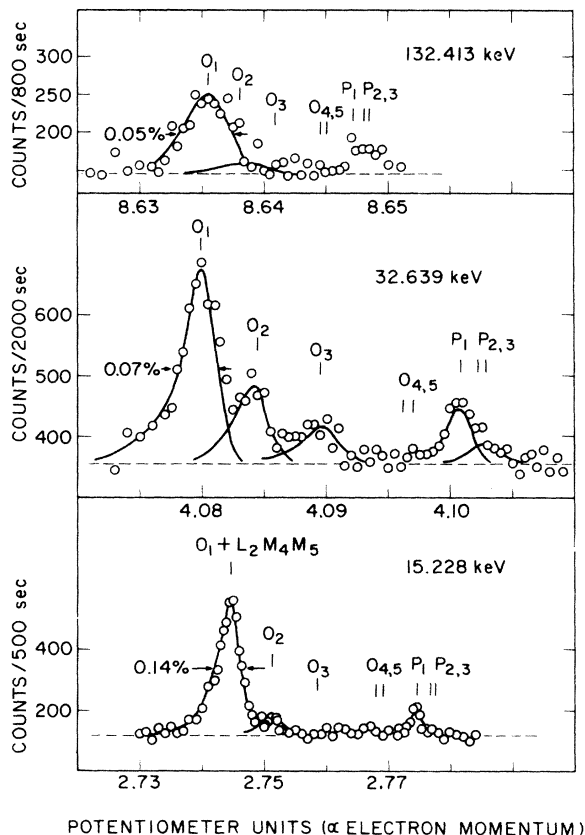 COUNTS/800 sec
300
250
200
132.413 keV
O1
O2
O3
O4,5
P1
P2,3
0.05%
8.63
8.64
8.65
COUNTS/2000 sec
600
500
400
32.639 keV
O1
O2
O3
O4,5
P1
P2,3
0.07%
4.08
4.09
4.10
COUNTS/500 sec
400
200
15.228 keV
O1 + L2 M4 M5
O2
O3
O4,5
P1
P2,3
0.14%
2.73
2.75
2.77
POTENTIOMETER UNITS (α ELECTRON MOMENTUM)